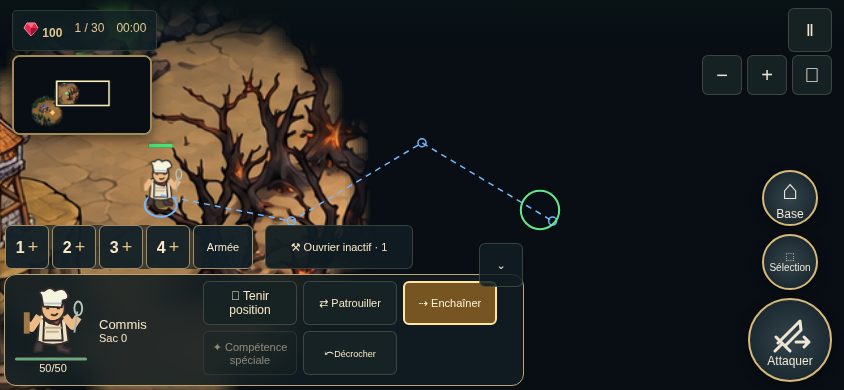 100 1 / 30 00:00
II
− +
Base
Sélection
Attaquer
1 + 2 + 3 + 4 + Armée ⚒ Ouvrier inactif · 1
Commis
Sac 0
50/50
Tenir
position
⇄ Patrouiller
⇢ Enchaîner
✦ Compétence
spéciale
Décrocher